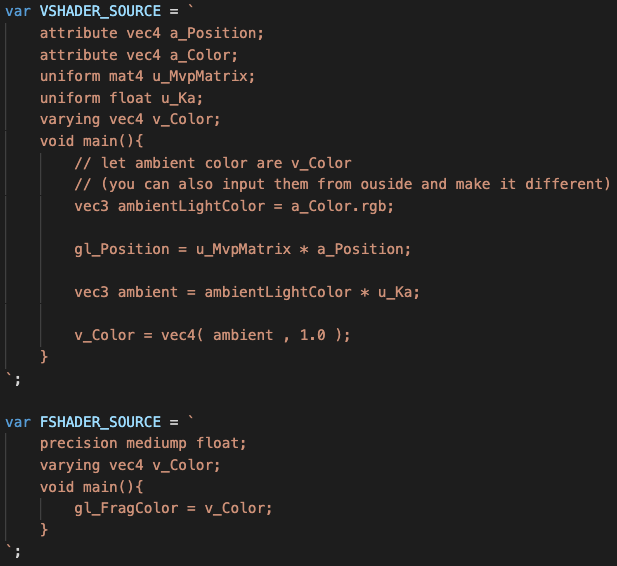 var VSHADER_SOURCE = `
attribute vec4 a_Position;
attribute vec4 a_Color;
uniform mat4 u_MvpMatrix;
uniform float u_Ka;
varying vec4 v_Color;
void main(){
// let ambient color are v_Color
// (you can also input them from ouside and make it different)
vec3 ambientLightColor = a_Color.rgb;
gl_Position = u_MvpMatrix * a_Position;
vec3 ambient = ambientLightColor * u_Ka;
v_Color = vec4( ambient , 1.0 );
}
`;
var FSHADER_SOURCE = `
precision mediump float;
varying vec4 v_Color;
void main(){
gl_FragColor = v_Color;
}
`;